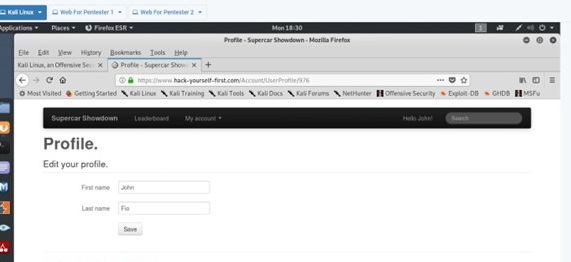 Kali Linux Web For Pentester 1 Web For Pentester 2
Applications Places Firefox ESR Mon 18:30 1
Profile - Supercar Showdown - Mozilla Firefox
File Edit View History Bookmarks Tools Help
Kali Linux, an Offensive Sec Profile - Supercar Show
https://www.hack-yourself-first.com/Account/UserProfile/976
Most Visited Getting Started Kali Linux Kali Training Kali Tools Kali Docs Kali Forums NetHunter Offensive Security Exploit-DB GHDB MSFu
Supercar Showdown Leaderboard My account Hello John! Search
Profile.
Edit your profile.
First name John
Last name Fio
Save